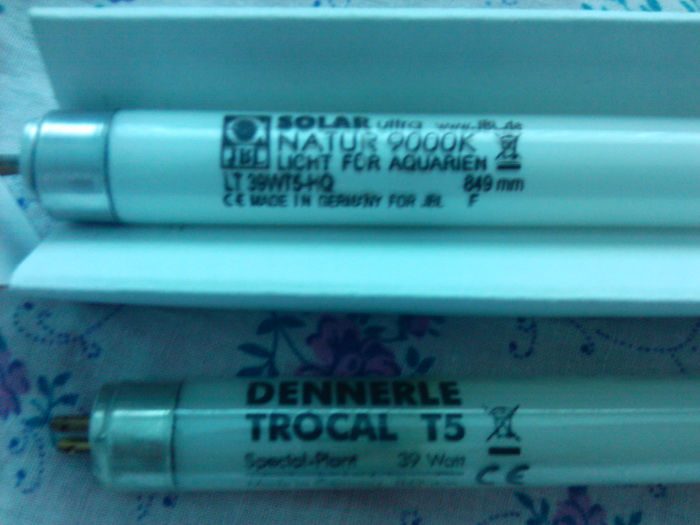 SOLAR ultra www.JBL.de
JBL
NATUR 9000K
LICHT FÜR AQUARIEN
LT 39WT5-HQ 849 mm
CE MADE IN GERMANY FOR JBL F
DENNERLE
TROCAL T5
Special-Plant 39 Watt
CE